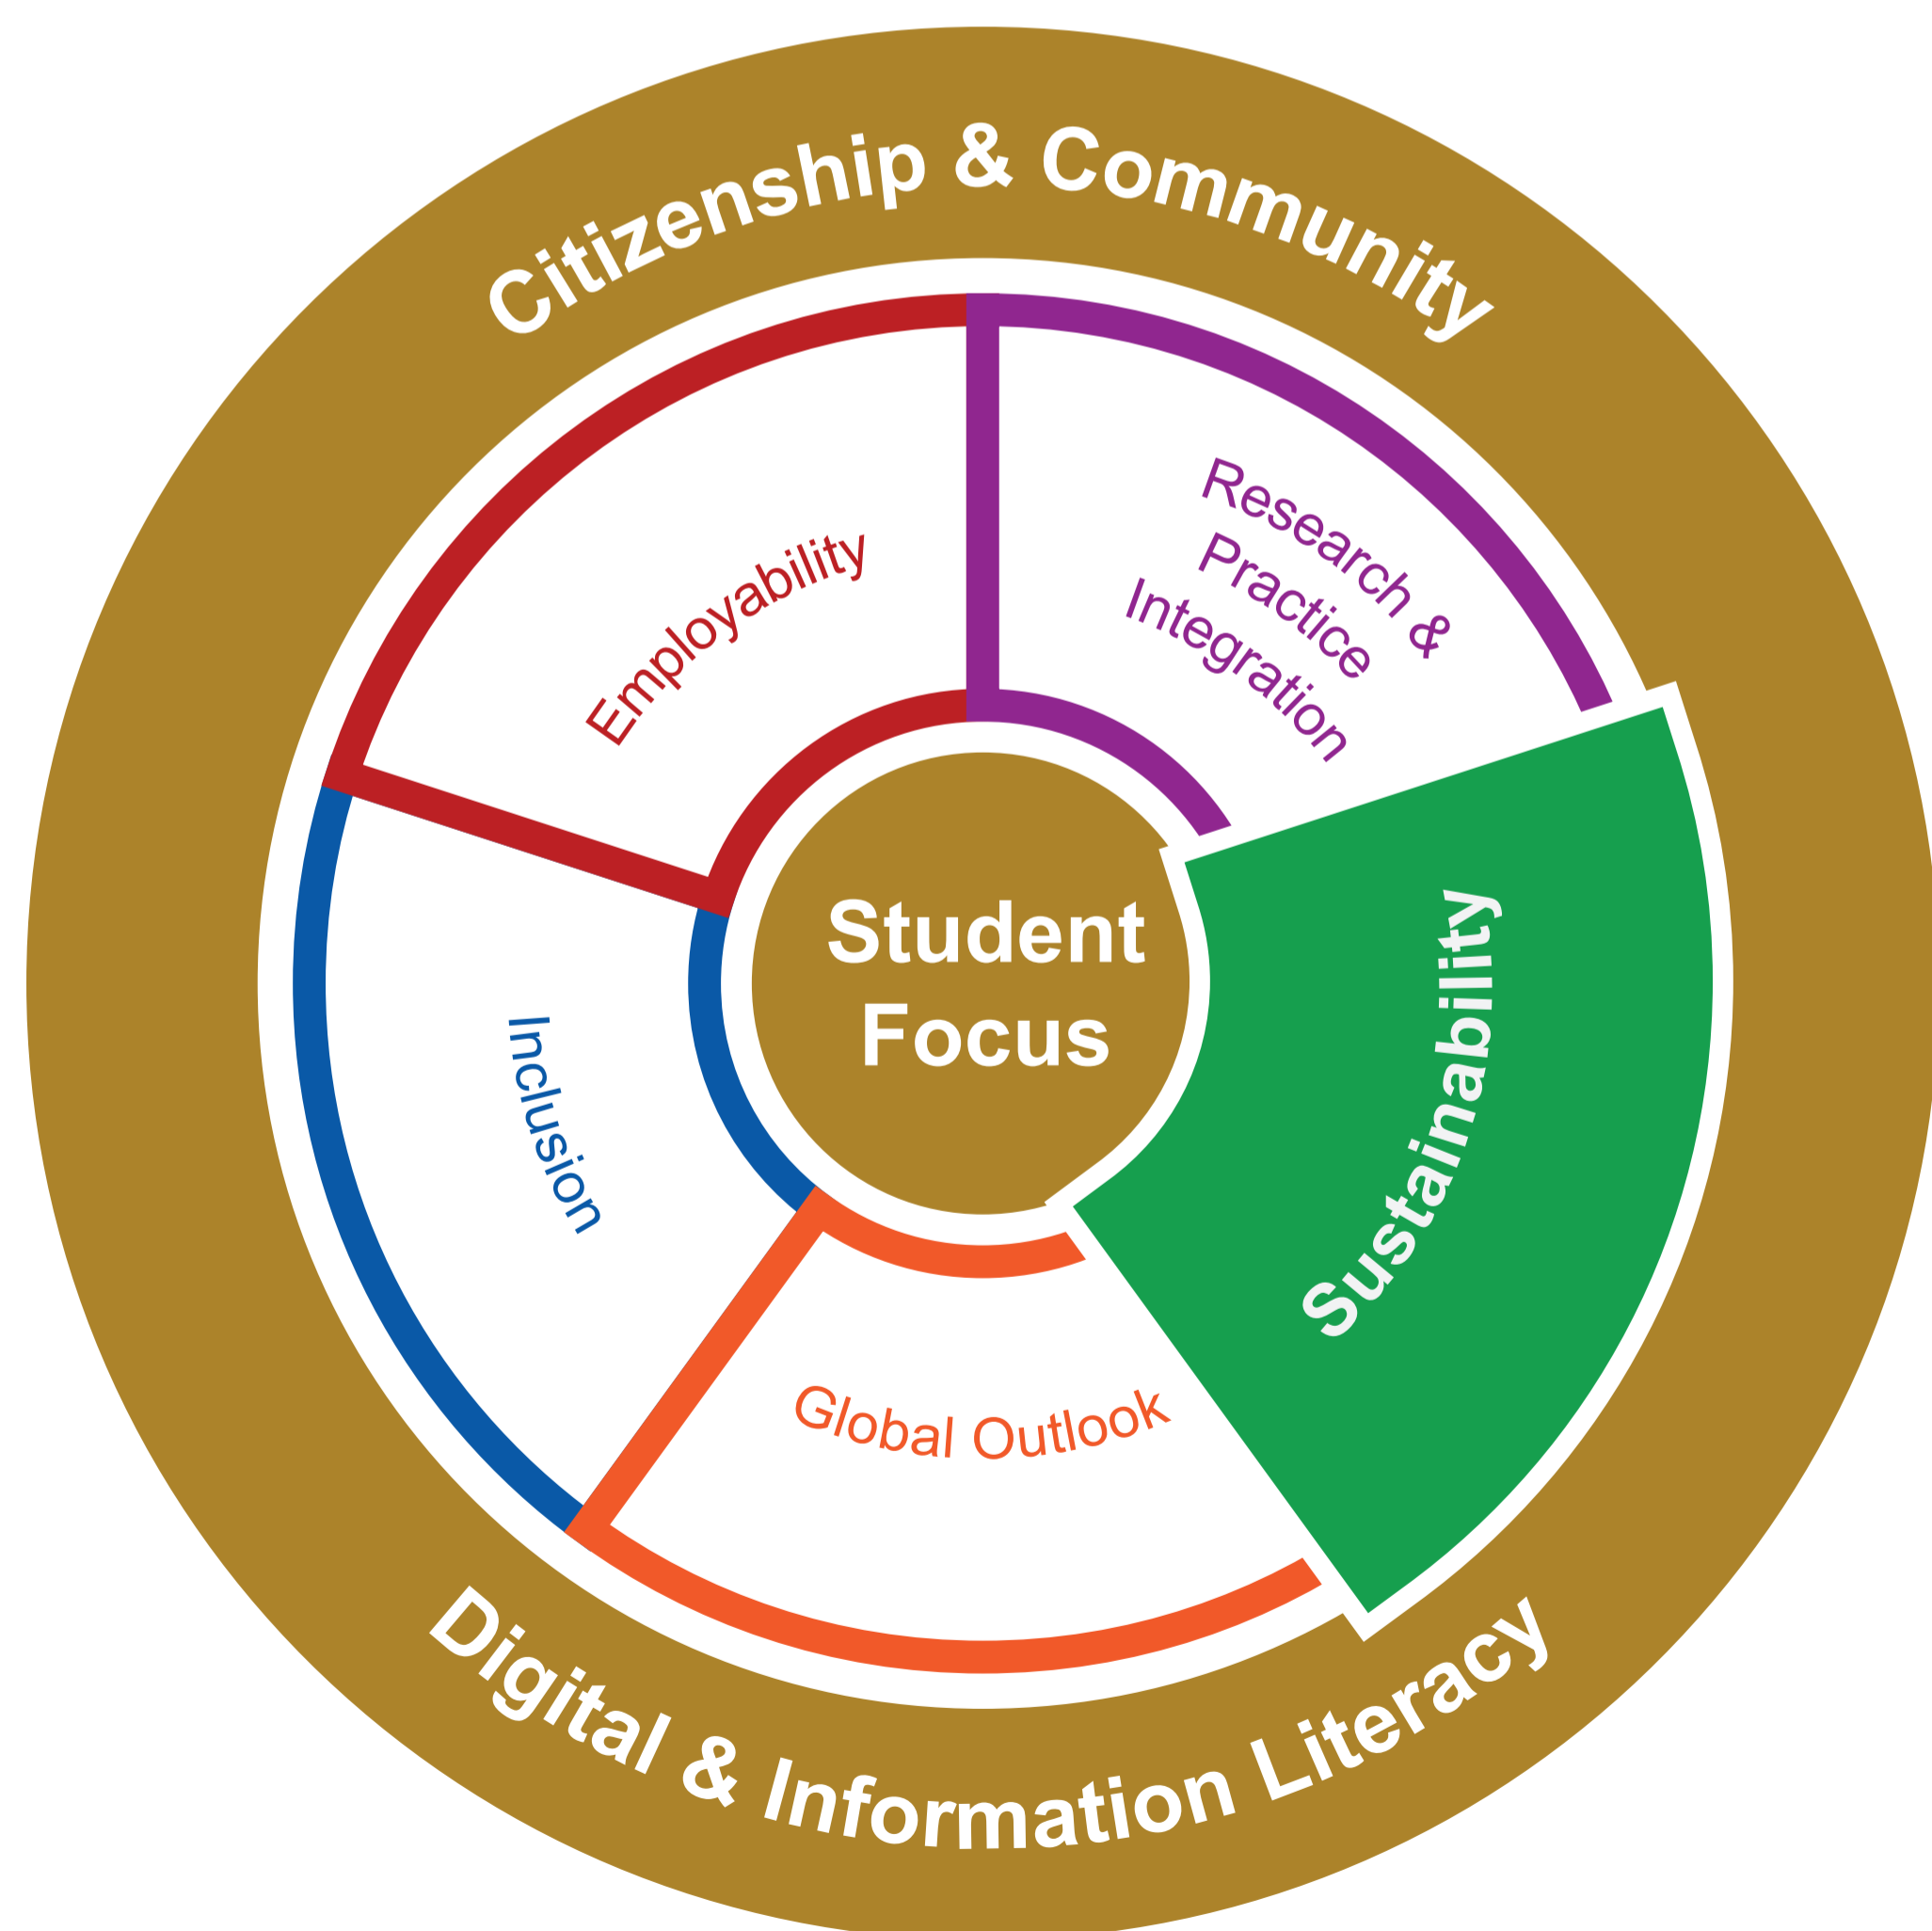 Citizenship & Community
Employability
Research &
Practice
Integration
Student
Focus
Sustainability
Inclusion
Global Outlook
Digital & Information Literacy